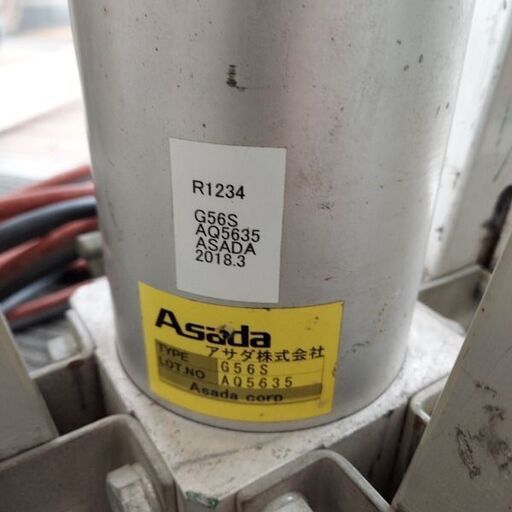 R1234
G56S
AQ5635
ASADA
2018.3
Asada
アサダ株式会社
TYPE G56S
LOT.NO AQ5635
Asada corp